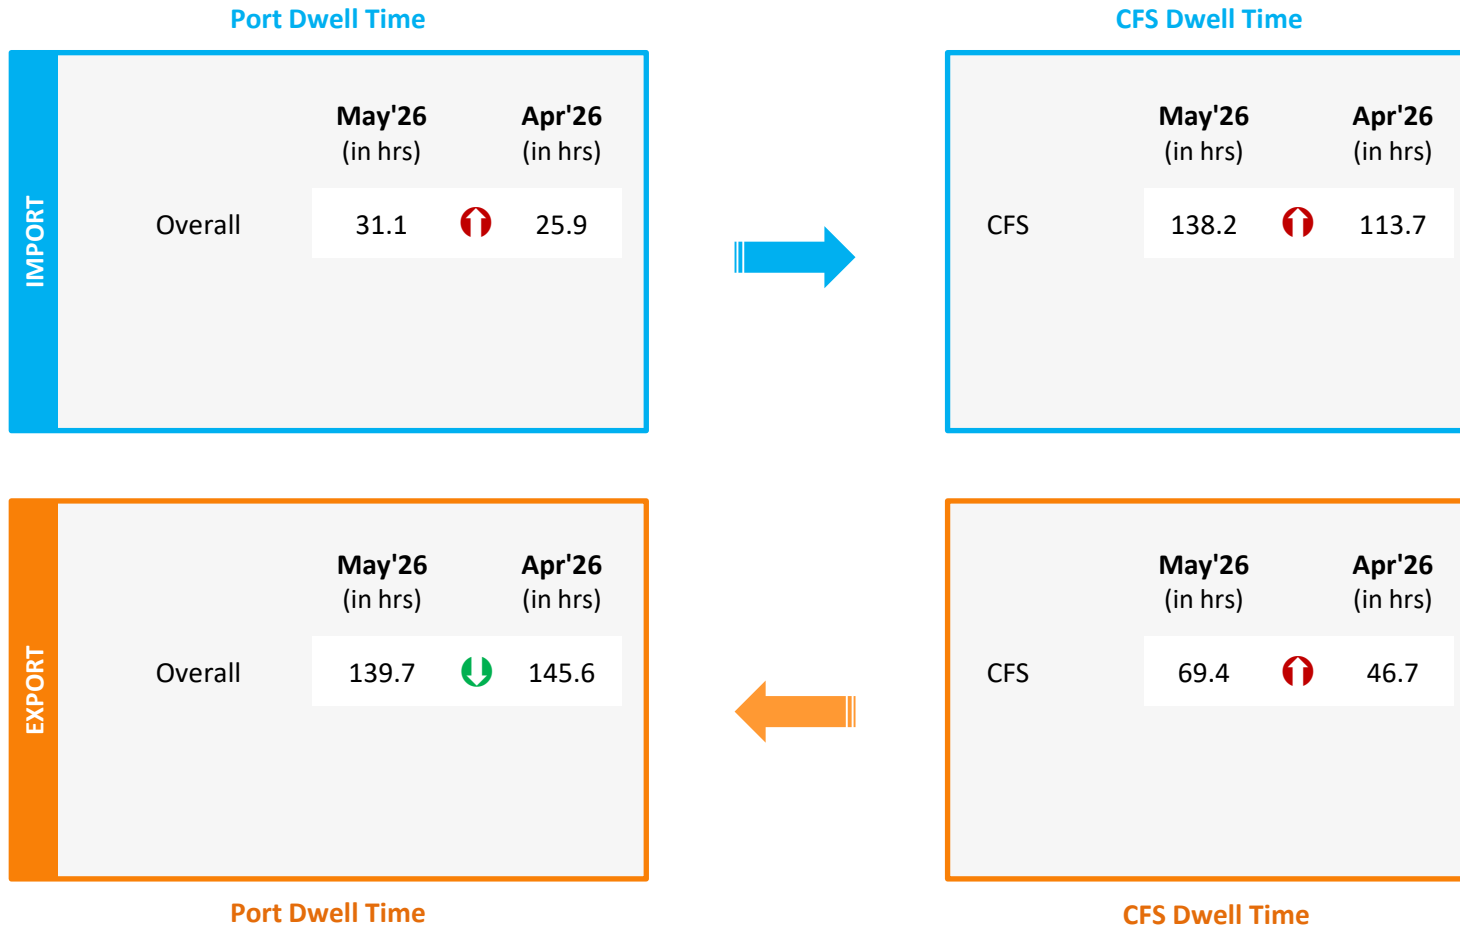 Port Dwell Time
CFS Dwell Time
IMPORT
May'26 Apr'26
(in hrs) (in hrs)
Overall 31.1 25.9
May'26 Apr'26
(in hrs) (in hrs)
CFS 138.2 113.7
EXPORT
May'26 Apr'26
(in hrs) (in hrs)
Overall 139.7 145.6
May'26 Apr'26
(in hrs) (in hrs)
CFS 69.4 46.7
Port Dwell Time
CFS Dwell Time